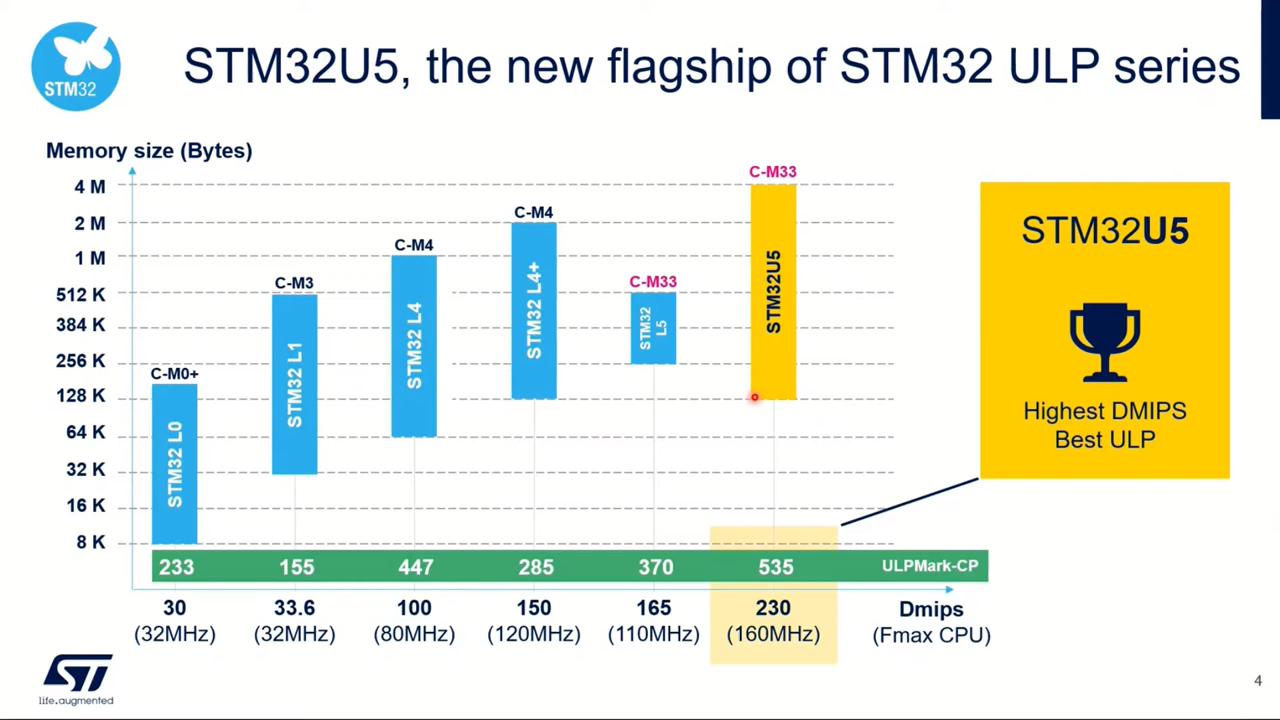 STM32
STM32U5, the new flagship of STM32 ULP series
Memory size (Bytes)
4 M
2 M
1 M
512 K
384 K
256 K
128 K
64 K
32 K
16 K
8 K
C-M0+
STM32 L0
C-M3
STM32 L1
C-M4
STM32 L4
C-M4
STM32 L4+
C-M33
STM32
L5
C-M33
STM32U5
233 155 447 285 370 535 ULPMark-CP
30 33.6 100 150 165 230 Dmips
(32MHz) (32MHz) (80MHz) (120MHz) (110MHz) (160MHz) (Fmax CPU)
STM32U5
Highest DMIPS
Best ULP
ST
life.augmented
4